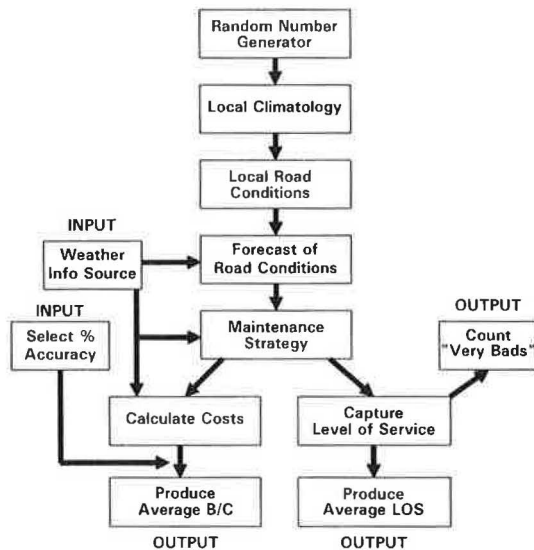 Random Number
Generator
Local Climatology
Local Road
Conditions
INPUT
Weather
Info Source
Forecast of
Road Conditions
INPUT
Select %
Accuracy
Maintenance
Strategy
OUTPUT
Count
"Very Bads"
Calculate Costs
Capture
Level of Service
Produce
Average B/C
Produce
Average LOS
OUTPUT
OUTPUT